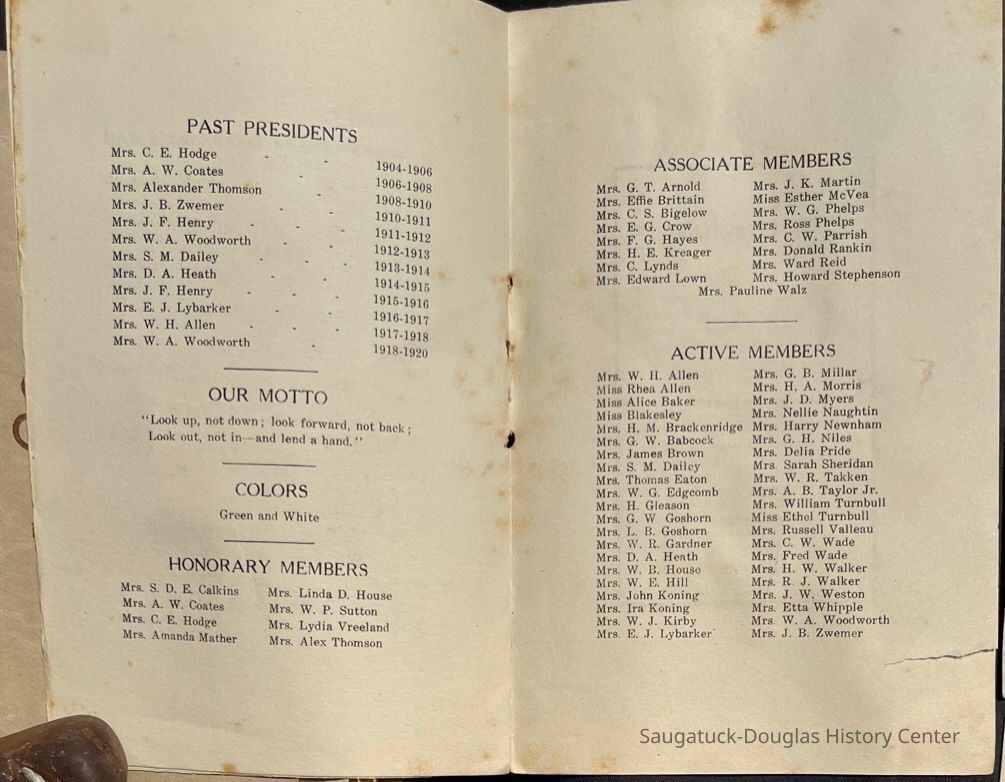 PAST PRESIDENTS
Mrs. C. E. Hodge - - 1904-1906
Mrs. A. W. Coates - 1906-1908
Mrs. Alexander Thomson - 1908-1910
Mrs. J. B. Zwemer - - 1910-1911
Mrs. J. F. Henry - - 1911-1912
Mrs. W. A. Woodworth - - 1912-1913
Mrs. S. M. Dailey - - 1913-1914
Mrs. D. A. Heath - - 1914-1915
Mrs. J. F. Henry - - 1915-1916
Mrs. E. J. Lybarker - - 1916-1917
Mrs. W. H. Allen - - 1917-1918
Mrs. W. A. Woodworth - 1918-1920
OUR MOTTO
"Look up, not down; look forward, not back;
Look out, not in—and lend a hand."
COLORS
Green and White
HONORARY MEMBERS
Mrs. S. D. E. Calkins Mrs. Linda D. House
Mrs. A. W. Coates Mrs. W. P. Sutton
Mrs. C. E. Hodge Mrs. Lydia Vreeland
Mrs. Amanda Mather Mrs. Alex Thomson
ASSOCIATE MEMBERS
Mrs. G. T. Arnold Mrs. J. K. Martin
Mrs. Effie Brittain Miss Esther McVea
Mrs. C. S. Bigelow Mrs. W. G. Phelps
Mrs. E. G. Crow Mrs. Ross Phelps
Mrs. F. G. Hayes Mrs. C. W. Parrish
Mrs. H. E. Kreager Mrs. Donald Rankin
Mrs. C. Lynds Mrs. Ward Reid
Mrs. Edward Lown Mrs. Howard Stephenson
Mrs. Pauline Walz
ACTIVE MEMBERS
Mrs. W. H. Allen Mrs. G. B. Millar
Miss Rhea Allen Mrs. H. A. Morris
Miss Alice Baker Mrs. J. D. Myers
Miss Blakesley Mrs. Nellie Naughtin
Mrs. H. M. Brackenridge Mrs. Harry Newnham
Mrs. G. W. Babcock Mrs. G. H. Niles
Mrs. James Brown Mrs. Delia Pride
Mrs. S. M. Dailey Mrs. Sarah Sheridan
Mrs. Thomas Eaton Mrs. W. R. Takken
Mrs. W. G. Edgcomb Mrs. A. B. Taylor Jr.
Mrs. H. Gleason Mrs. William Turnbull
Mrs. G. W Goshorn Miss Ethel Turnbull
Mrs. L. B. Goshorn Mrs. Russell Valleau
Mrs. W. R. Gardner Mrs. C. W. Wade
Mrs. D. A. Heath Mrs. Fred Wade
Mrs. W. B. House Mrs. H. W. Walker
Mrs. W. E. Hill Mrs. R. J. Walker
Mrs. John Koning Mrs. J. W. Weston
Mrs. Ira Koning Mrs. Etta Whipple
Mrs. W. J. Kirby Mrs. W. A. Woodworth
Mrs. E. J. Lybarker Mrs. J. B. Zwemer
Saugatuck-Douglas History Center